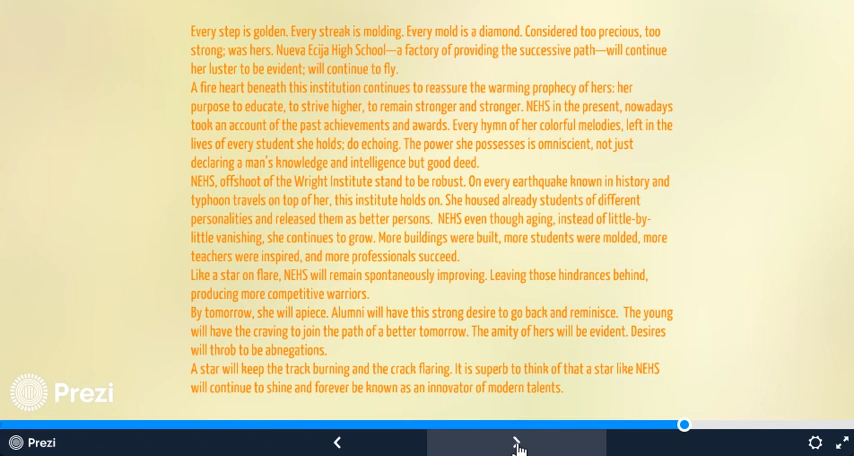 Every step is golden. Every streak is molding. Every mold is a diamond. Considered too precious, too
strong; was hers. Nueva Ecija High School—a factory of providing the successive path—will continue
her luster to be evident; will continue to fly.
A fire heart beneath this institution continues to reassure the warming prophecy of hers: her
purpose to educate, to strive higher, to remain stronger and stronger. NEHS in the present, nowadays
took an account of the past achievements and awards. Every hymn of her colorful melodies, left in the
lives of every student she holds; do echoing. The power she possesses is omniscient, not just
declaring a man's knowledge and intelligence but good deed.
NEHS, offshoot of the Wright Institute stand to be robust. On every earthquake known in history and
typhoon travels on top of her, this institute holds on. She housed already students of different
personalities and released them as better persons. NEHS even though aging, instead of little-by-
little vanishing, she continues to grow. More buildings were built, more students were molded, more
teachers were inspired, and more professionals succeed.
Like a star on flare, NEHS will remain spontaneously improving. Leaving those hindrances behind,
producing more competitive warriors.
By tomorrow, she will apiece. Alumni will have this strong desire to go back and reminisce. The young
will have the craving to join the path of a better tomorrow. The amity of hers will be evident. Desires
will throb to be abnegations.
A star will keep the track burning and the crack flaring. It is superb to think of that a star like NEHS
will continue to shine and forever be known as an innovator of modern talents.
Prezi
Prezi